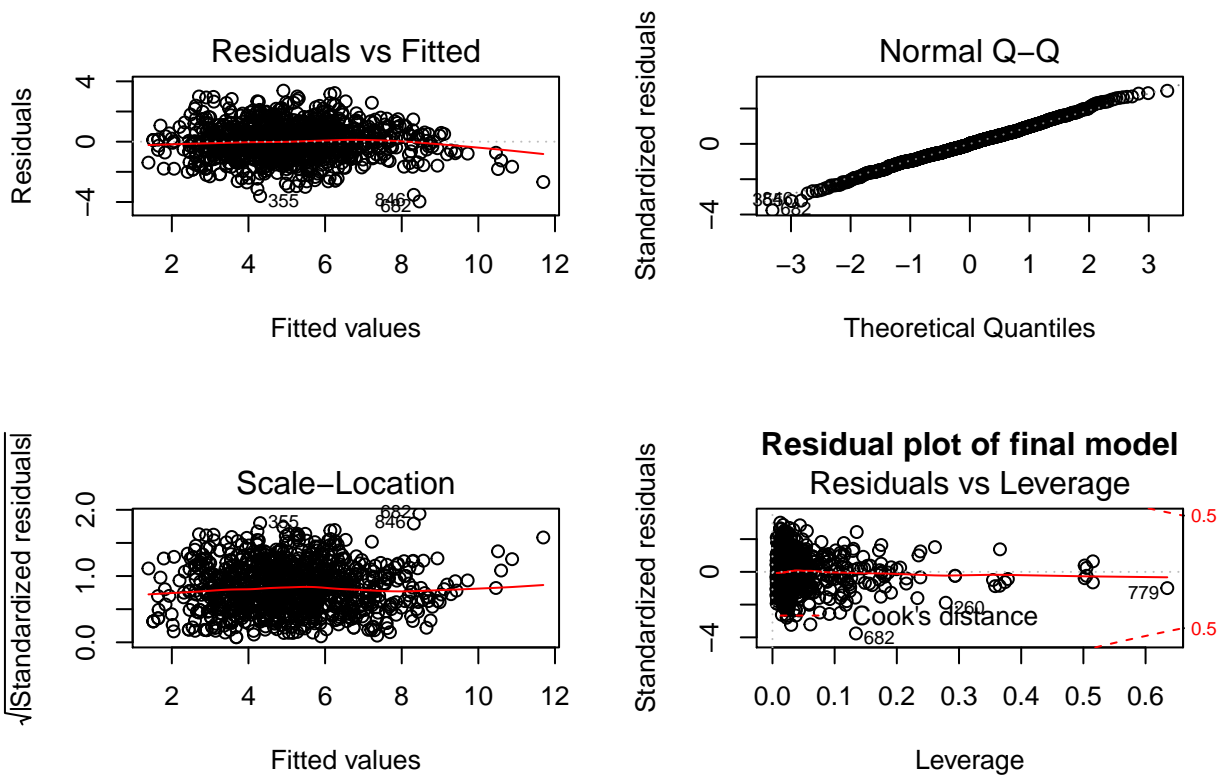 Residuals vs Fitted
Residuals
4
0
−4
355
846
682
2 4 6 8 10 12
Fitted values
Normal Q−Q
Standardized residuals
0
−4
682
−3 −2 −1 0 1 2 3
Theoretical Quantiles
Scale−Location
√|Standardized residuals|
2.0
1.0
0.0
355
682
846
2 4 6 8 10 12
Fitted values
Residual plot of final model
Residuals vs Leverage
Standardized residuals
0
−4
0.5
0.5
779
Cook's distance
682
0.0 0.1 0.2 0.3 0.4 0.5 0.6
Leverage